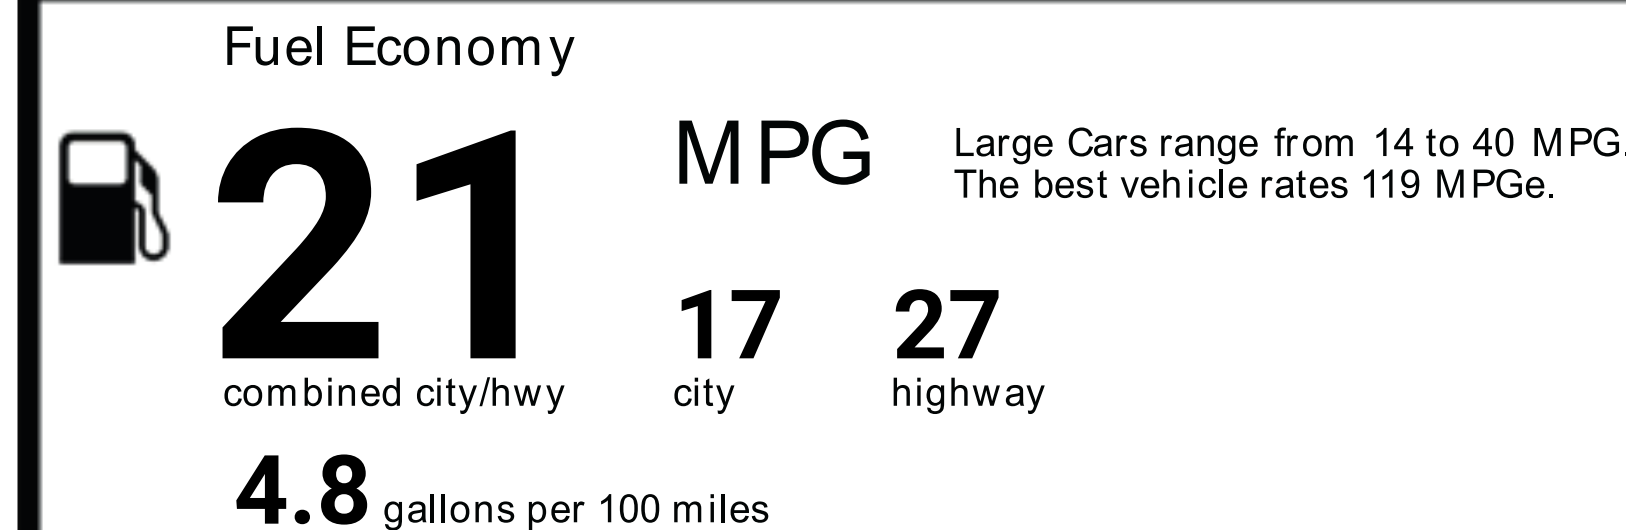 Fuel Economy
21 MPG
Large Cars range from 14 to 40 MPG.
The best vehicle rates 119 MPGe.
combined city/hwy
17 city
27 highway
4.8 gallons per 100 miles